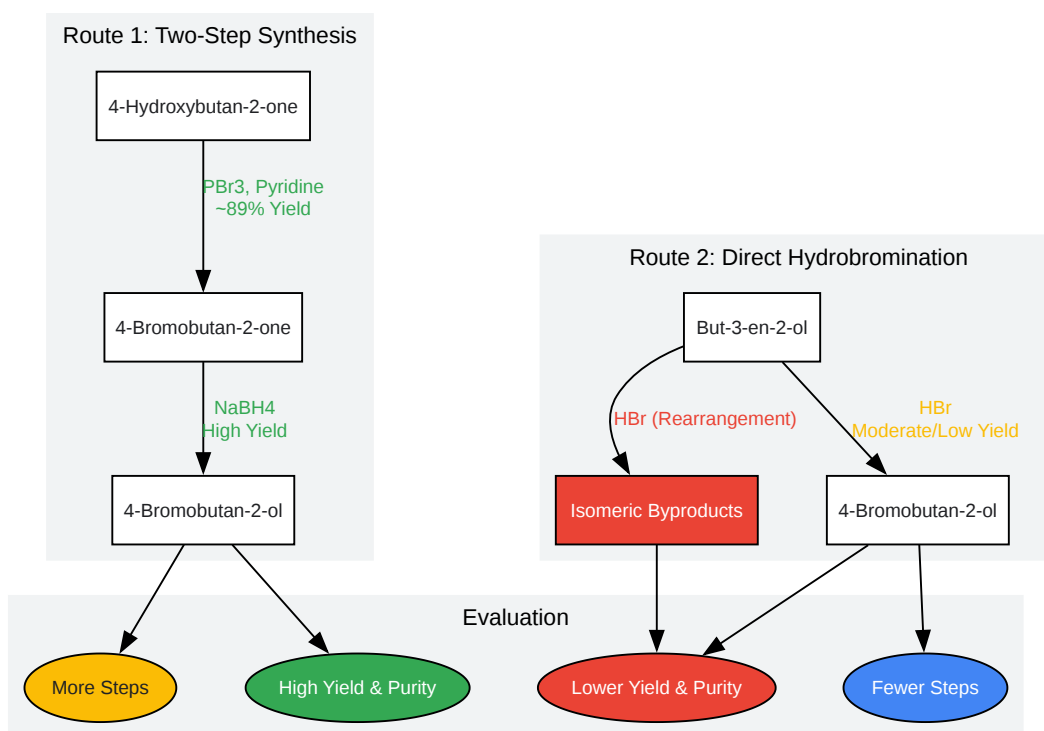 Route 1: Two-Step Synthesis
4-Hydroxybutan-2-one
PBr3, Pyridine
~89% Yield
4-Bromobutan-2-one
NaBH4
High Yield
4-Bromobutan-2-ol
Route 2: Direct Hydrobromination
But-3-en-2-ol
HBr (Rearrangement)
HBr
Moderate/Low Yield
Isomeric Byproducts
4-Bromobutan-2-ol
Evaluation
More Steps
High Yield & Purity
Lower Yield & Purity
Fewer Steps